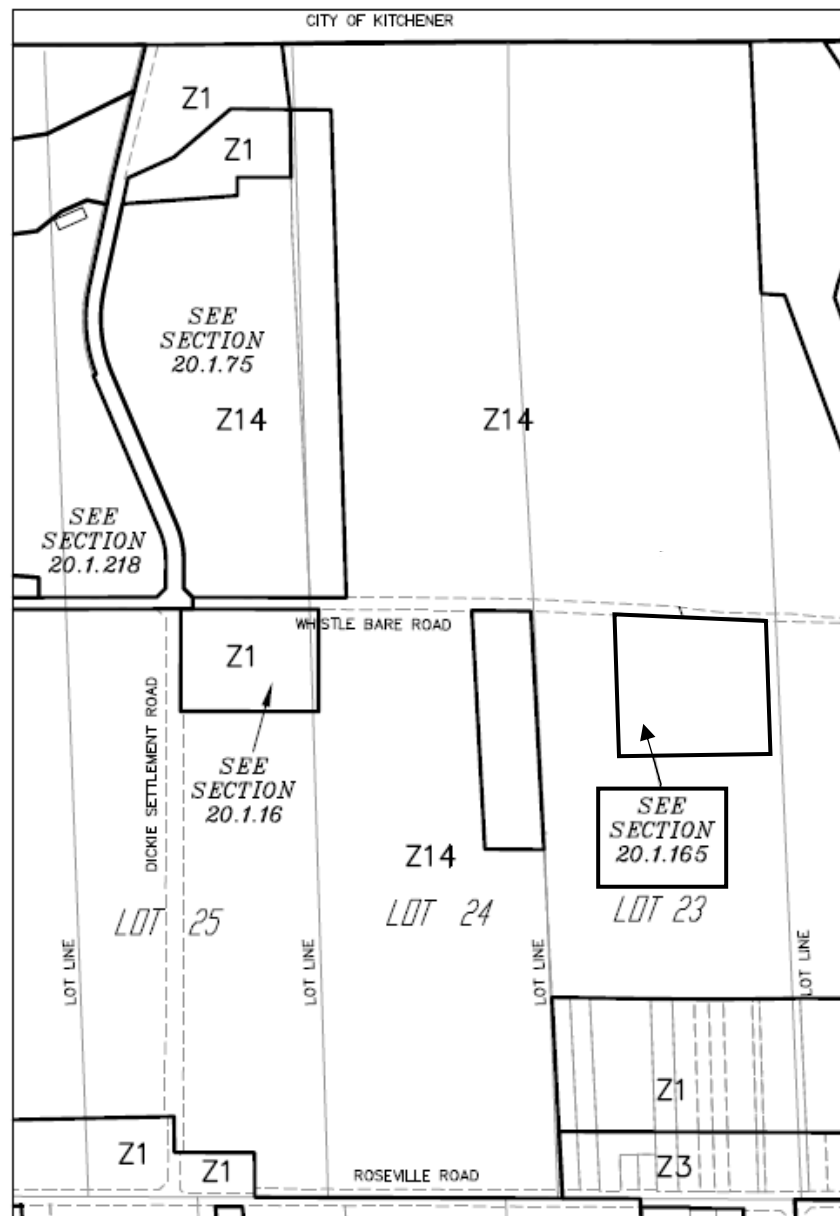 CITY OF KITCHENER
Z1
Z1
SEE
SECTION
20.1.75
Z14
Z14
SEE
SECTION
20.1.218
WHISTLE BARE ROAD
Z1
DICKIE SETTLEMENT ROAD
SEE
SECTION
20.1.16
SEE
SECTION
20.1.165
Z14
LOT 25
LOT 24
LOT 23
LOT LINE
LOT LINE
LOT LINE
LOT LINE
Z1
Z1
Z1
Z3
ROSEVILLE ROAD